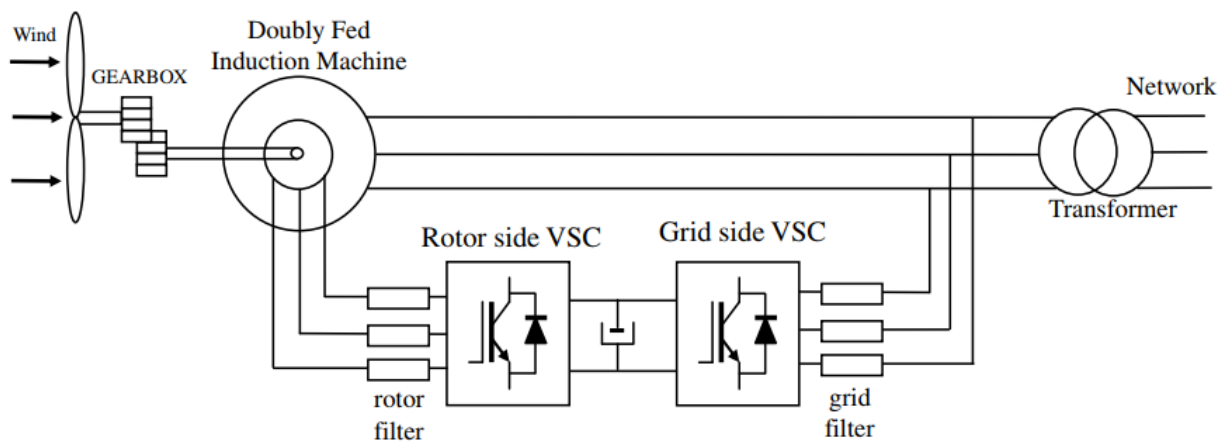 Wind
GEARBOX
Doubly Fed
Induction Machine
Network
Transformer
Rotor side VSC
Grid side VSC
rotor
filter
grid
filter